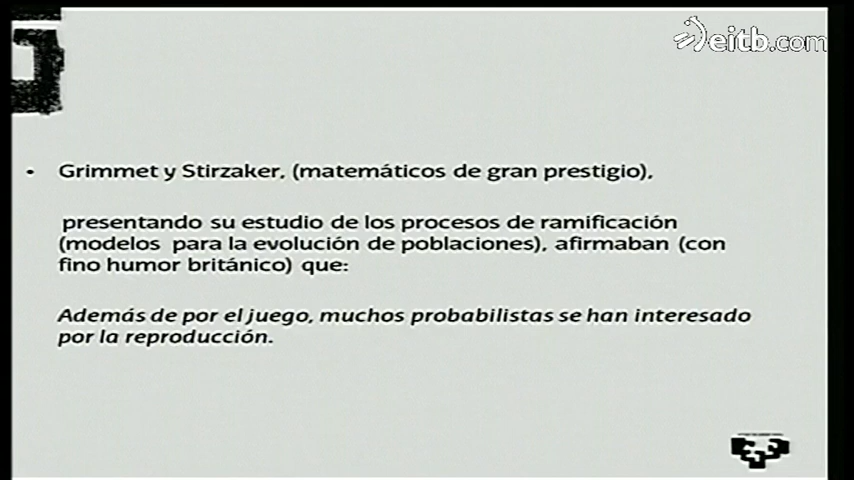 eitb.com
• Grimmet y Stirzaker, (matemáticos de gran prestigio),
presentando su estudio de los procesos de ramificación
(modelos para la evolución de poblaciones), afirmaban (con
fino humor británico) que:
Además de por el juego, muchos probabilistas se han interesado
por la reproducción.